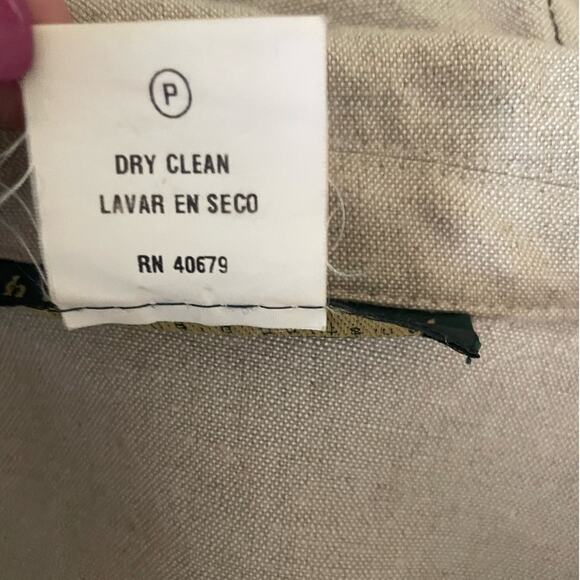 P
DRY CLEAN
LAVAR EN SECO
RN 40679